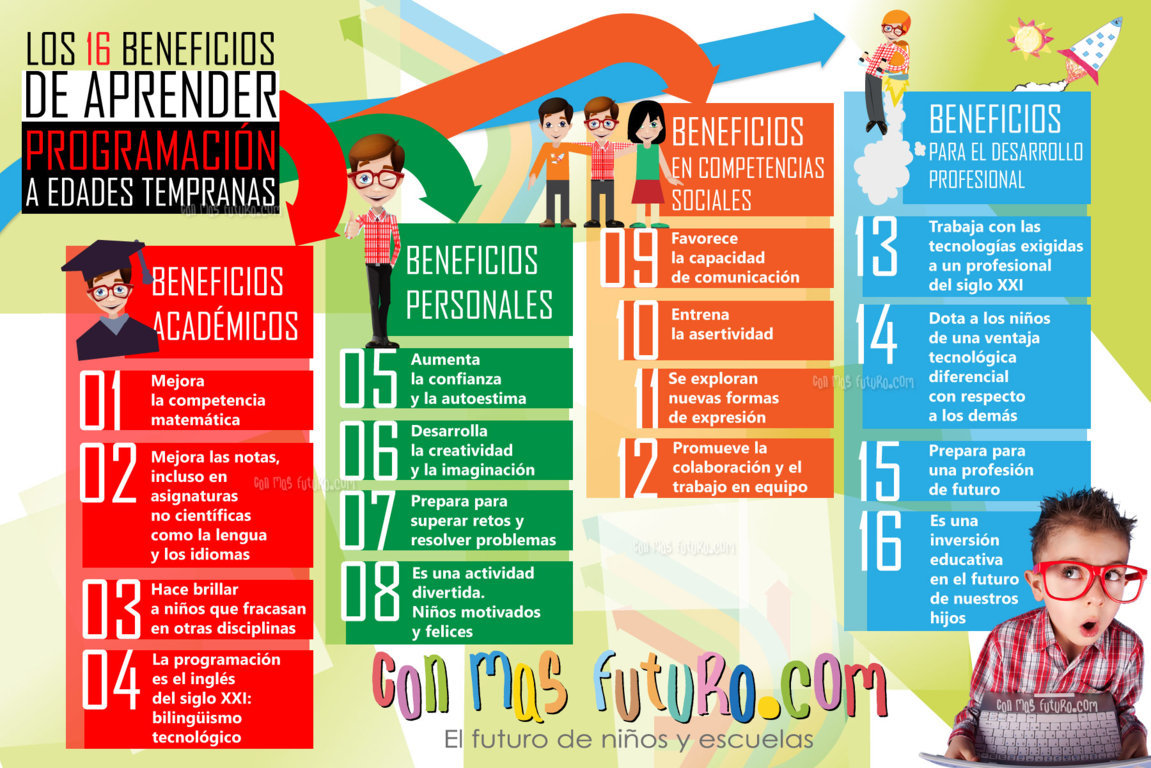 LOS 16 BENEFICIOS
DE APRENDER
PROGRAMACIÓN
A EDADES TEMPRANAS
con mas futuro.com
BENEFICIOS
ACADÉMICOS
01
Mejora
la competencia
matemática
02
Mejora las notas,
incluso en
asignaturas
no científicas
como la lengua
y los idiomas
03
Hace brillar
a niños que fracasan
en otras disciplinas
04
La programación
es el inglés
del siglo XXI:
bilingüismo
tecnológico
BENEFICIOS
PERSONALES
05
Aumenta
la confianza
y la autoestima
06
Desarrolla
la creatividad
y la imaginación
07
Prepara para
superar retos y
resolver problemas
08
Es una actividad
divertida.
Niños motivados
y felices
BENEFICIOS
EN COMPETENCIAS
SOCIALES
09
Favorece
la capacidad
de comunicación
10
Entrena
la asertividad
11
Se exploran
nuevas formas
de expresión
12
Promueve la
colaboración y el
trabajo en equipo
BENEFICIOS
PARA EL DESARROLLO
PROFESIONAL
13
Trabaja con las
tecnologías exigidas
a un profesional
del siglo XXI
14
Dota a los niños
de una ventaja
tecnológica
diferencial
con respecto
a los demás
15
Prepara para
una profesión
de futuro
16
Es una
inversión
educativa
en el futuro
de nuestros
hijos
con mas futuro.com
con mas futuro.com
con mas futuro.com
con mas futuro.com
El futuro de niños y escuelas
con mas futuro.com